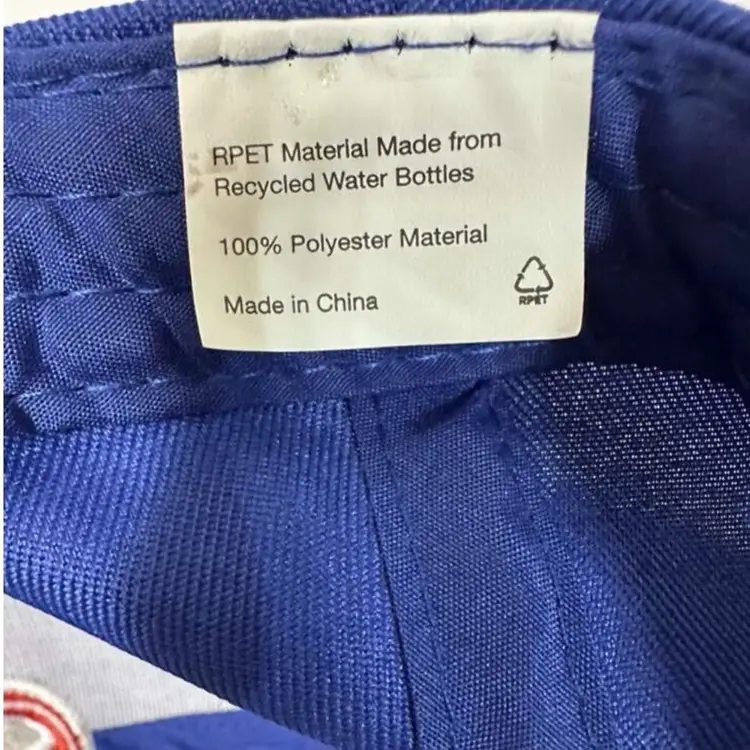 RPET Material Made from
Recycled Water Bottles
100% Polyester Material
Made in China
RPET